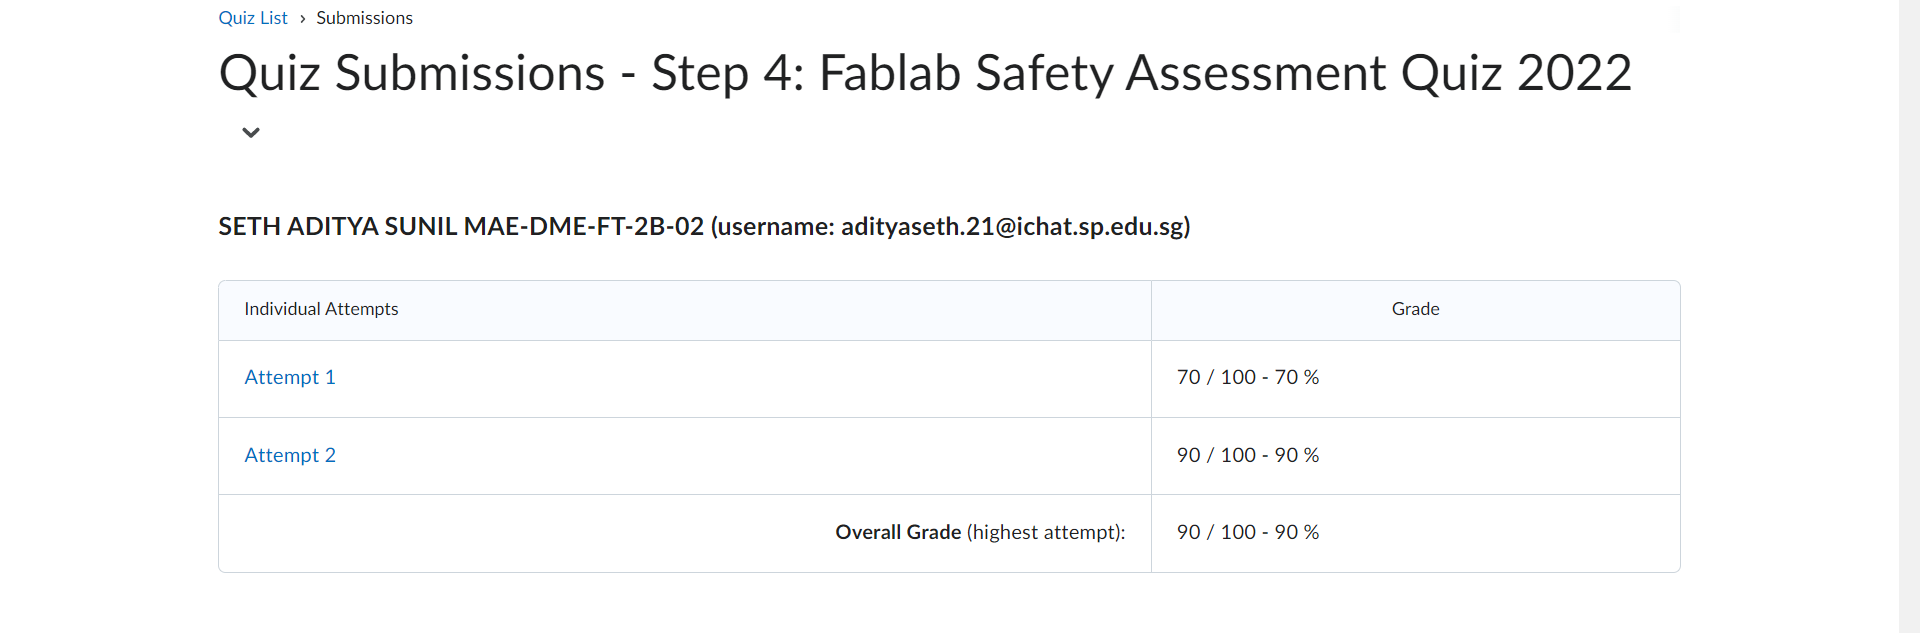 Quiz List › Submissions
Quiz Submissions - Step 4: Fablab Safety Assessment Quiz 2022
SETH ADITYA SUNIL MAE-DME-FT-2B-02 (username: adityaseth.21@ichat.sp.edu.sg)
Individual Attempts Grade
Attempt 1 70 / 100 - 70 %
Attempt 2 90 / 100 - 90 %
Overall Grade (highest attempt): 90 / 100 - 90 %